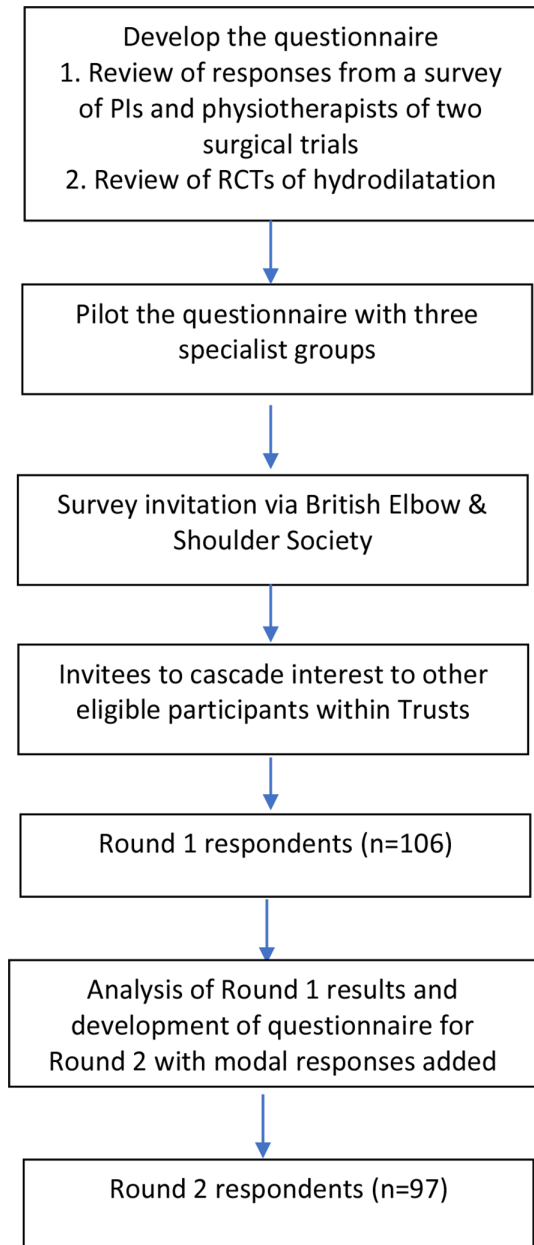 Develop the questionnaire
1. Review of responses from a survey
of PIs and physiotherapists of two
surgical trials
2. Review of RCTs of hydrodilatation
Pilot the questionnaire with three
specialist groups
Survey invitation via British Elbow &
Shoulder Society
Invitees to cascade interest to other
eligible participants within Trusts
Round 1 respondents (n=106)
Analysis of Round 1 results and
development of questionnaire for
Round 2 with modal responses added
Round 2 respondents (n=97)